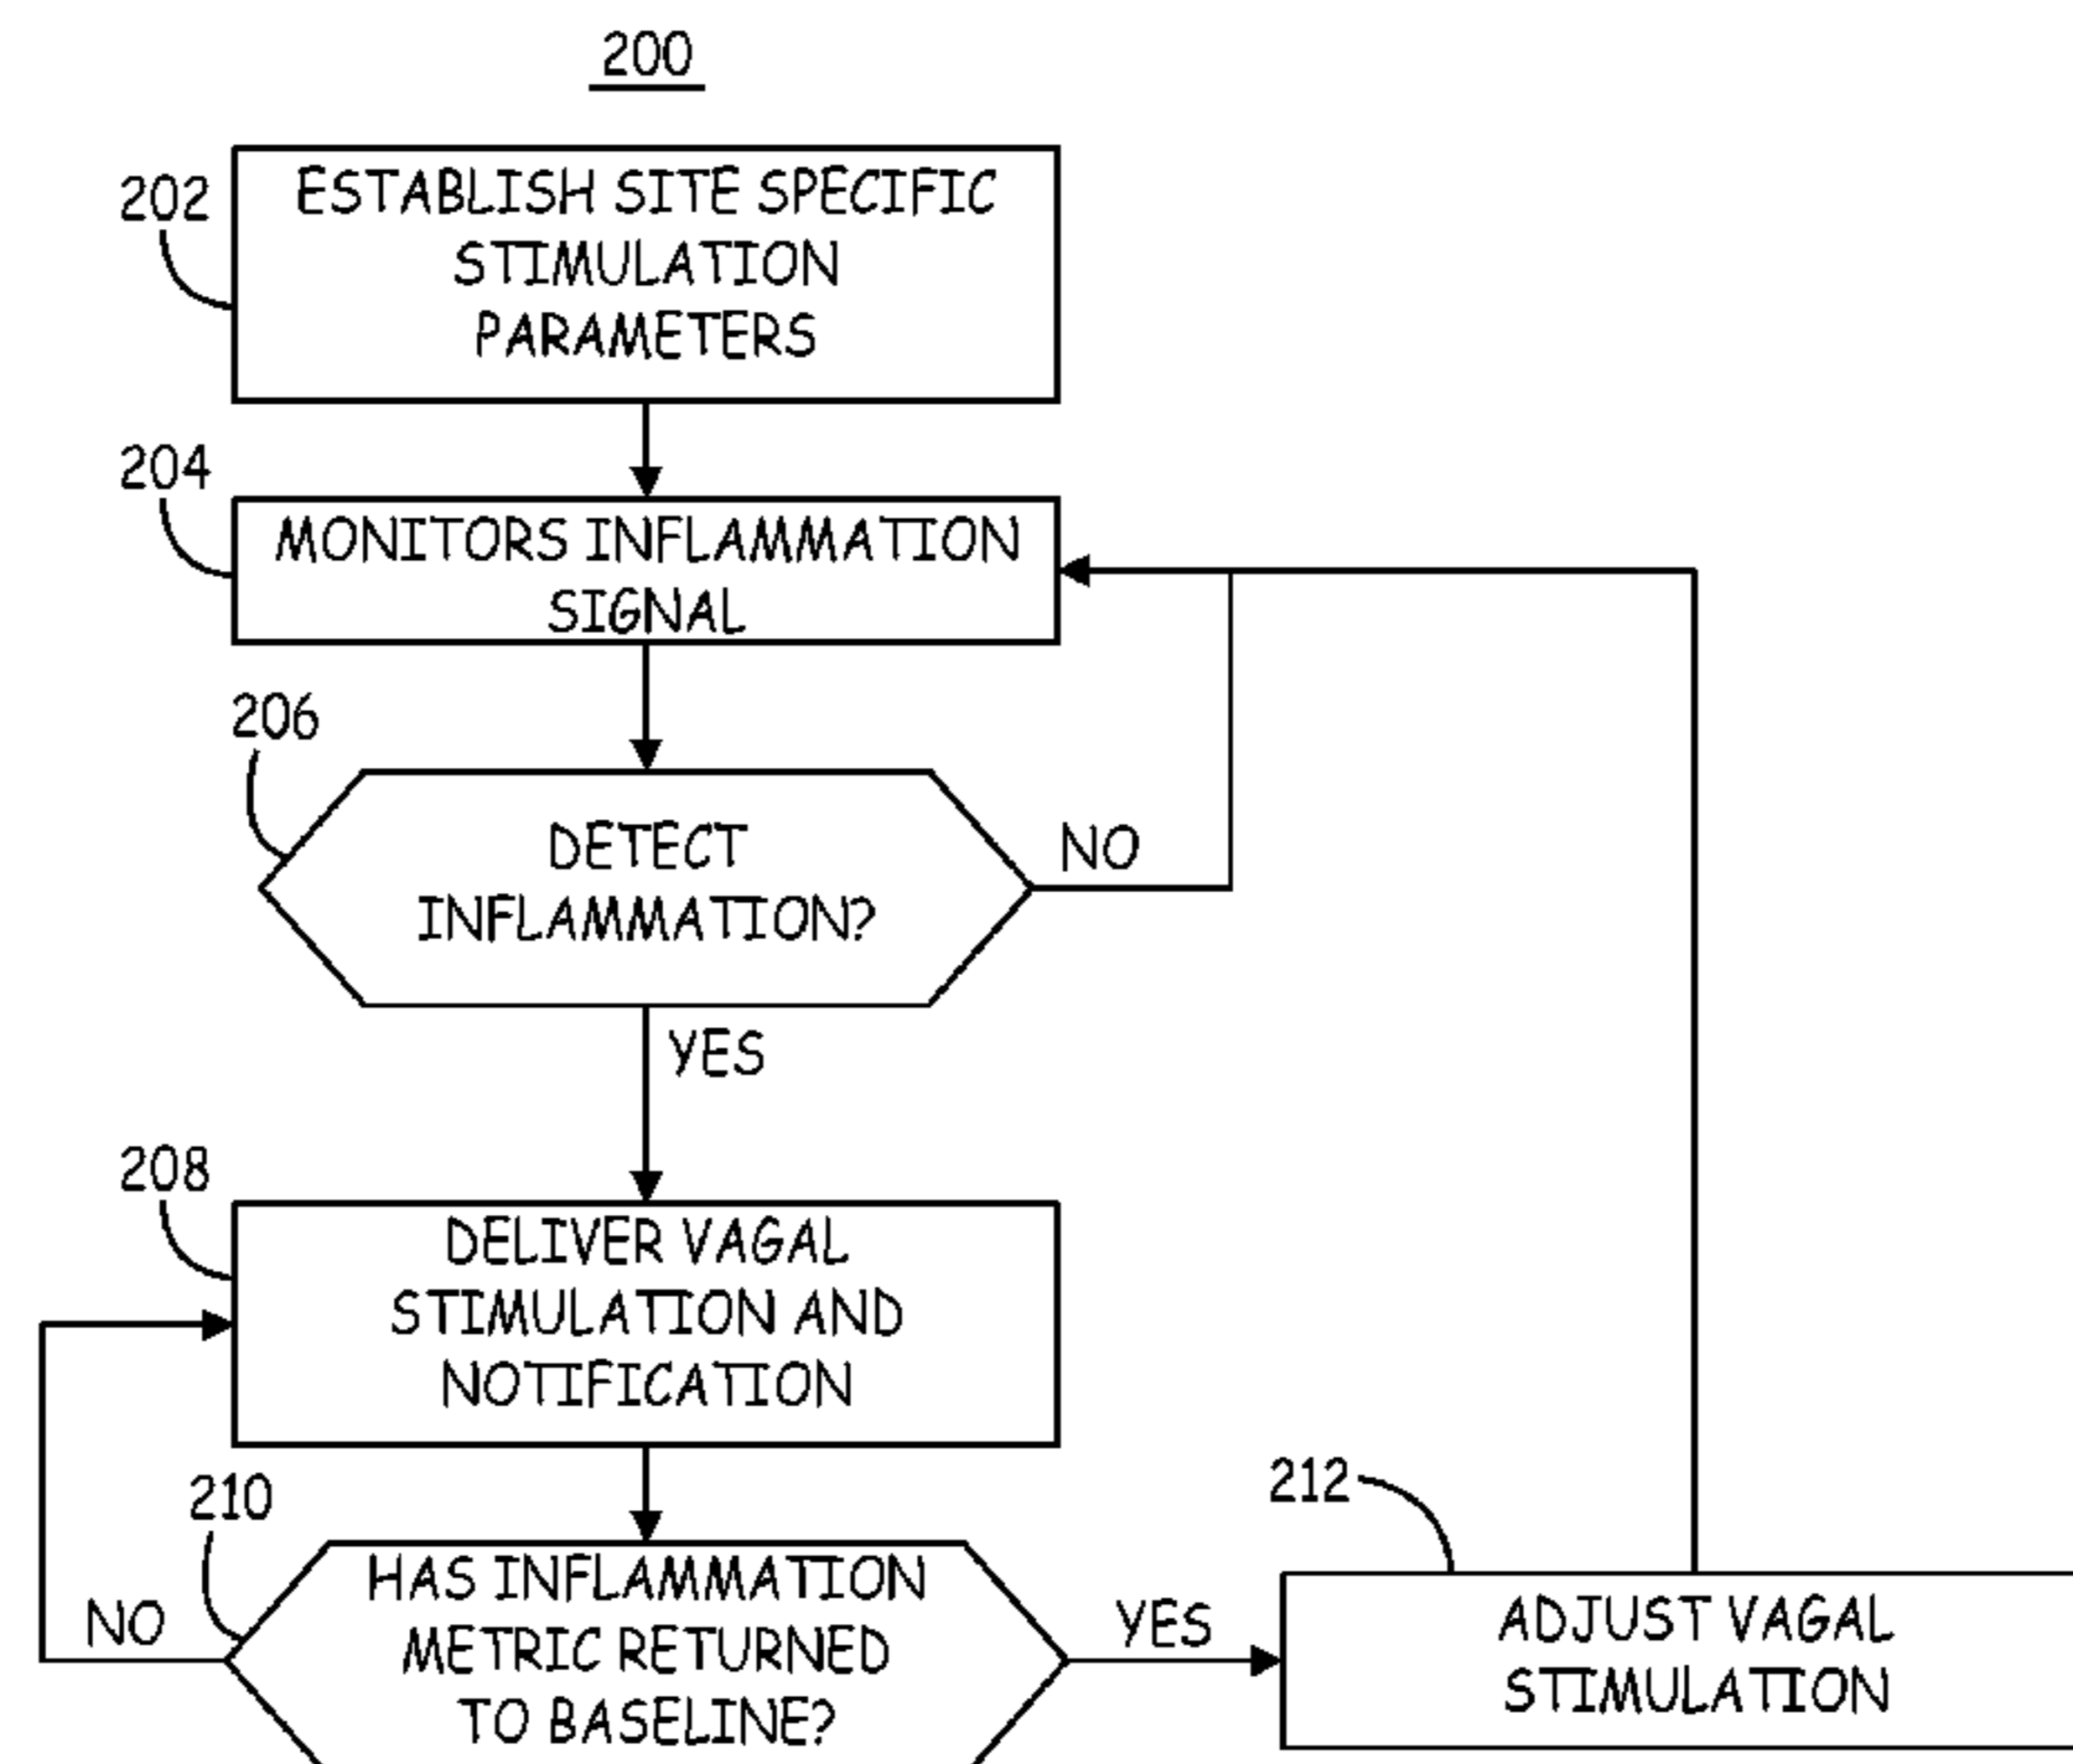 200
202
ESTABLISH SITE SPECIFIC
STIMULATION
PARAMETERS
204
MONITORS INFLAMMATION
SIGNAL
206
DETECT
INFLAMMATION?
NO
YES
208
DELIVER VAGAL
STIMULATION AND
NOTIFICATION
210
HAS INFLAMMATION
METRIC RETURNED
TO BASELINE?
NO
YES
212
ADJUST VAGAL
STIMULATION